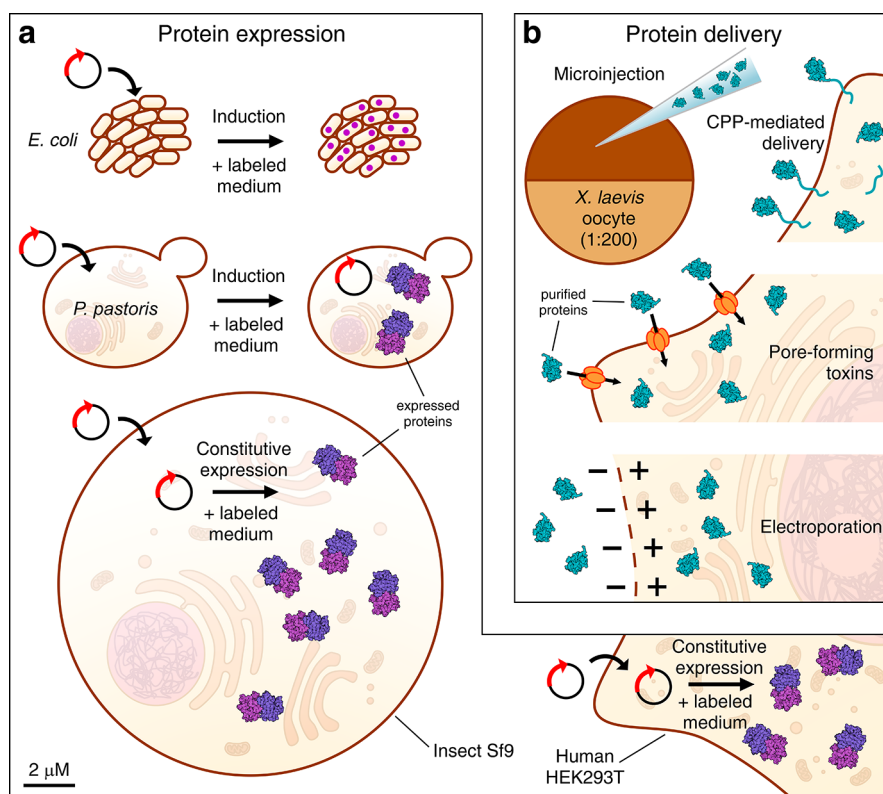 a
Protein expression
E. coli
Induction
+ labeled
medium
P. pastoris
Induction
+ labeled
medium
expressed
proteins
Constitutive
expression
+ labeled
medium
Insect Sf9
2 μM
Constitutive
expression
+ labeled
medium
Human
HEK293T
b
Protein delivery
Microinjection
X. laevis
oocyte
(1:200)
CPP-mediated
delivery
purified
proteins
Pore-forming
toxins
− +
− +
− +
− +
Electroporation